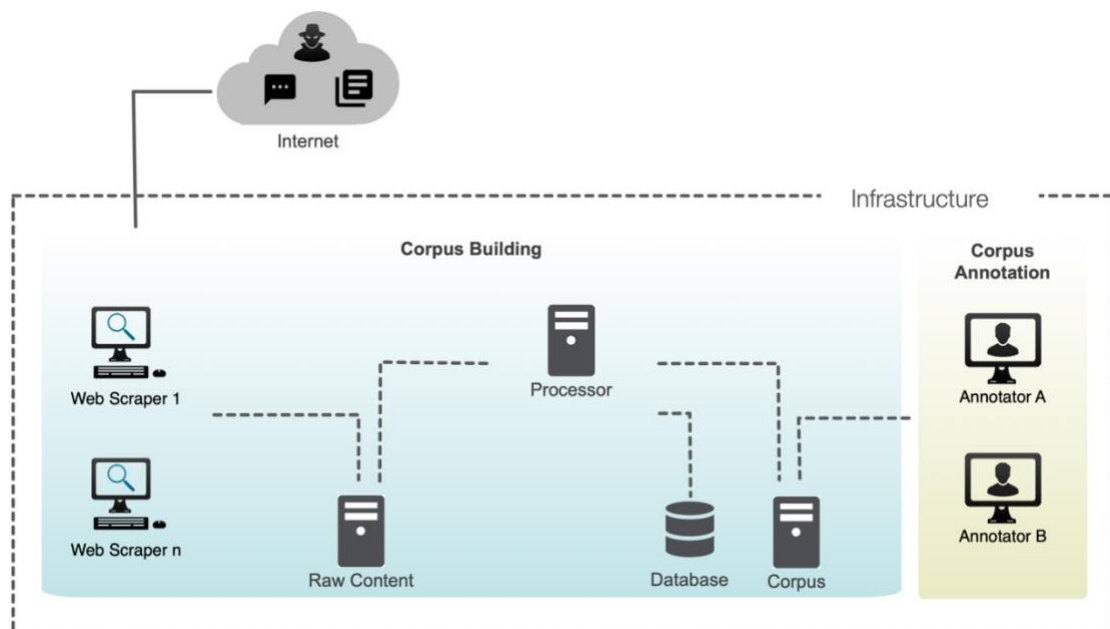 Internet
Infrastructure
Corpus Building
Corpus
Annotation
Web Scraper 1
Processor
Annotator A
Web Scraper n
Raw Content
Database
Corpus
Annotator B